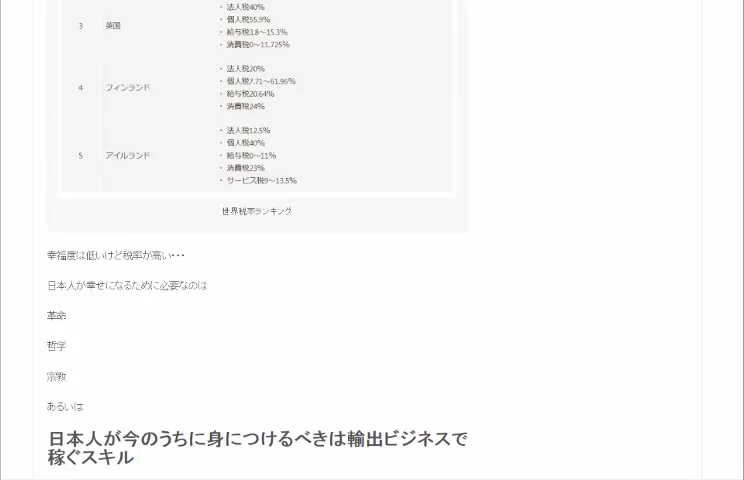 ・ 法人税40%
3 英国 ・ 個人税55.9%
・ 給与税3.8～15.3%
・ 消費税0～11.725%
・ 法人税20%
4 フィンランド ・ 個人税7.71～61.96%
・ 給与税20.64%
・ 消費税24%
・ 法人税12.5%
・ 個人税40%
5 アイルランド ・ 給与税0～11%
・ 消費税23%
・ サービス税9～13.5%
世界税率ランキング
幸福度は低いけど税率が高い・・・
日本人が幸せになるために必要なのは
革命
哲学
宗教
あるいは
日本人が今のうちに身につけるべきは輸出ビジネスで
稼ぐスキル